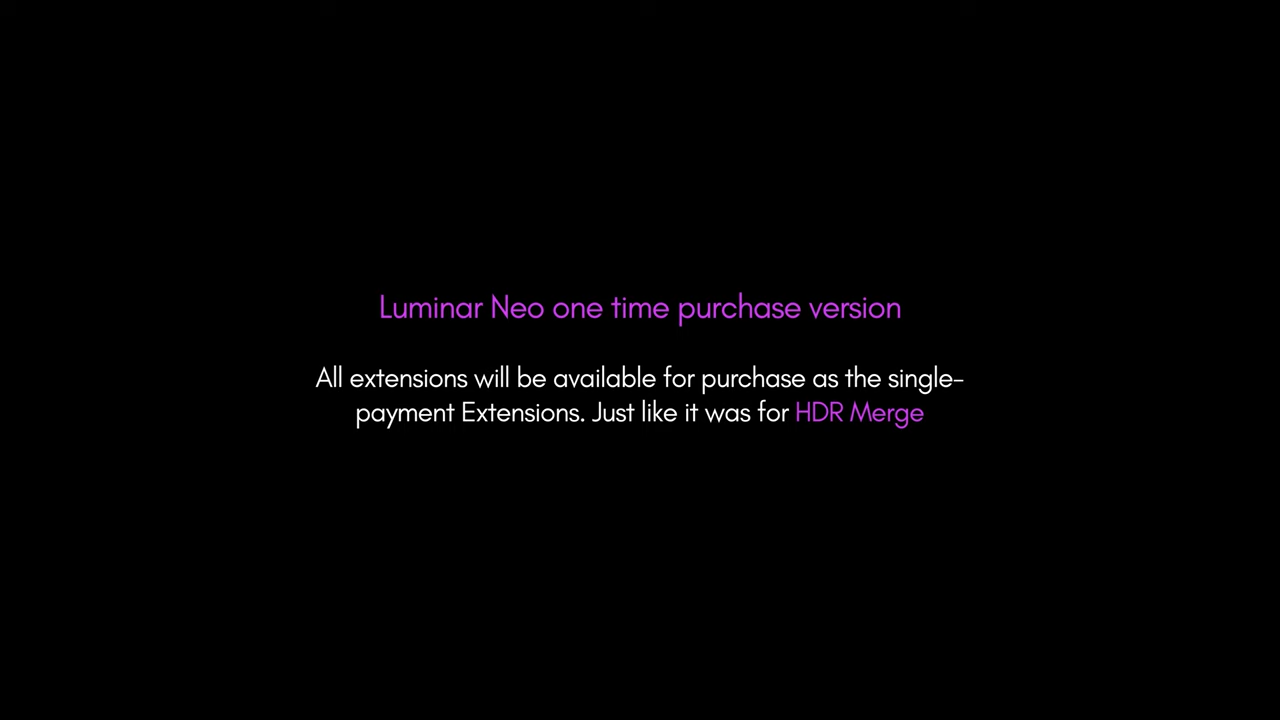 Luminar Neo one time purchase version
All extensions will be available for purchase as the single-
payment Extensions. Just like it was for HDR Merge